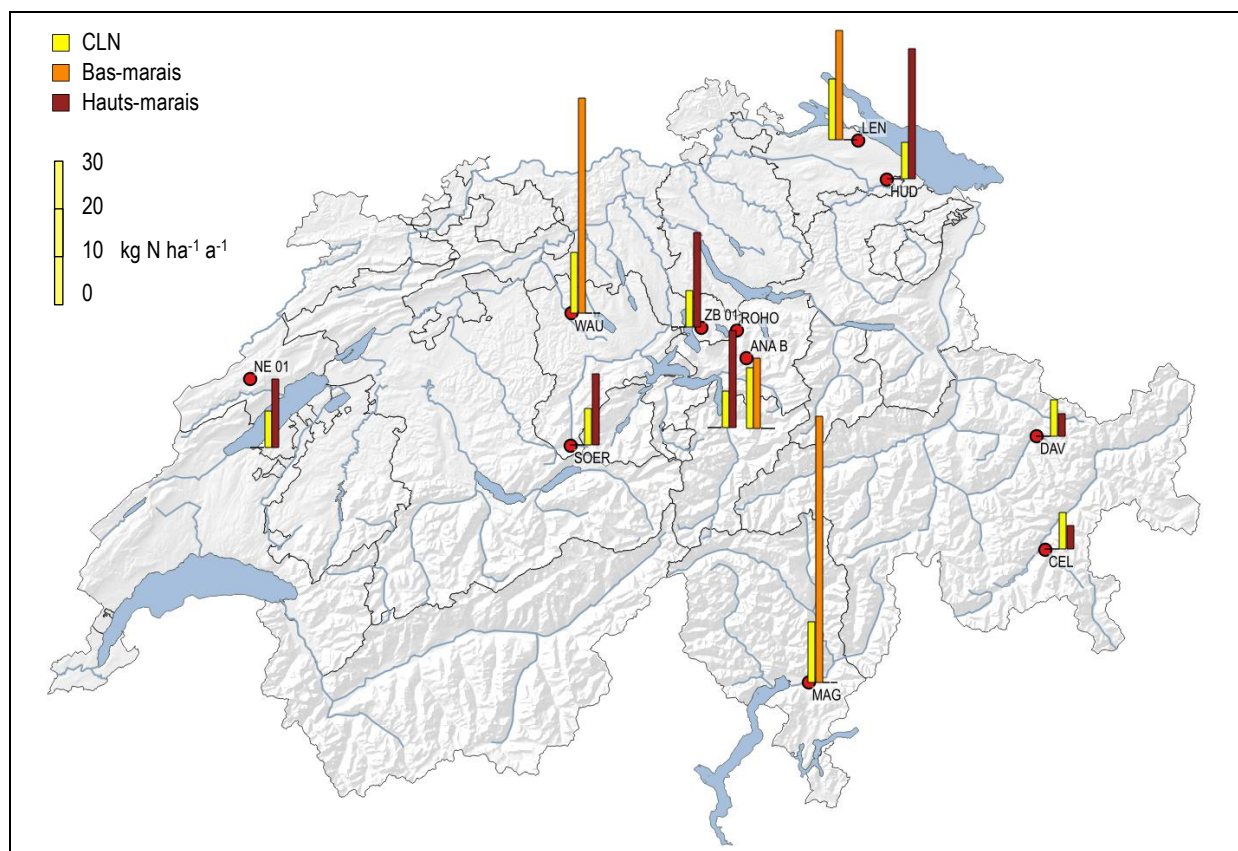 CLN
Bas-marais
Hauts-marais
30
20
10 kg N ha⁻¹ a⁻¹
0
LEN
HUD
WAU
ZB 01
ROHO
ANA B
NE 01
SOER
DAV
CEL
MAG